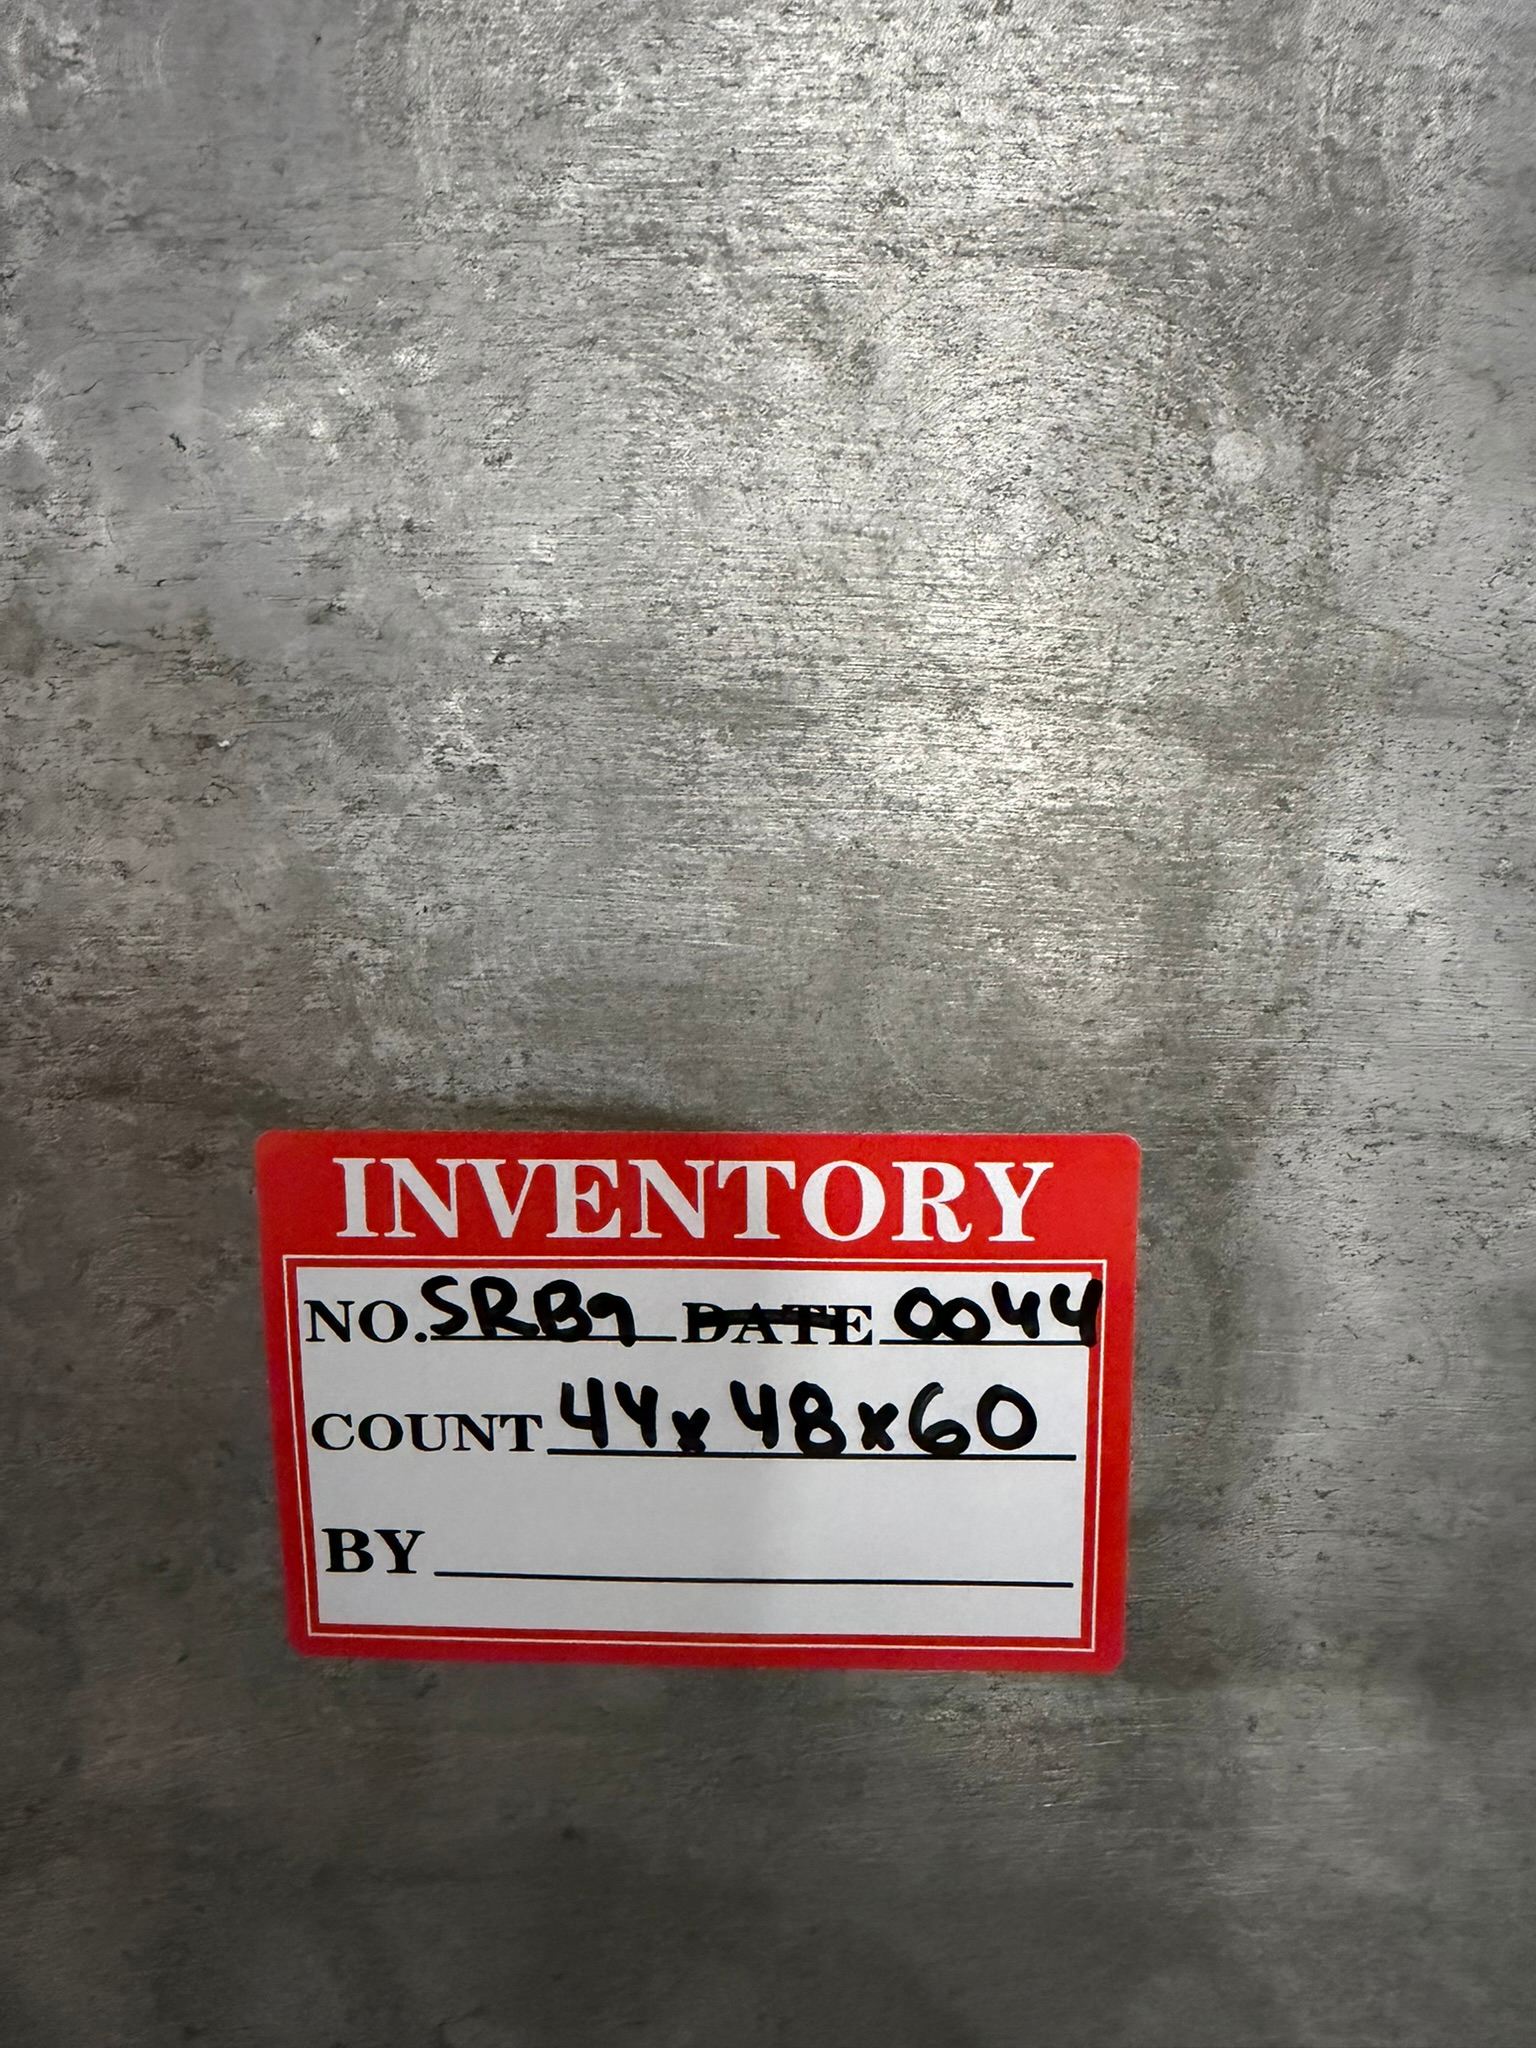 INVENTORY
NO. SRB9 DATE 0044
COUNT 44x48x60
BY